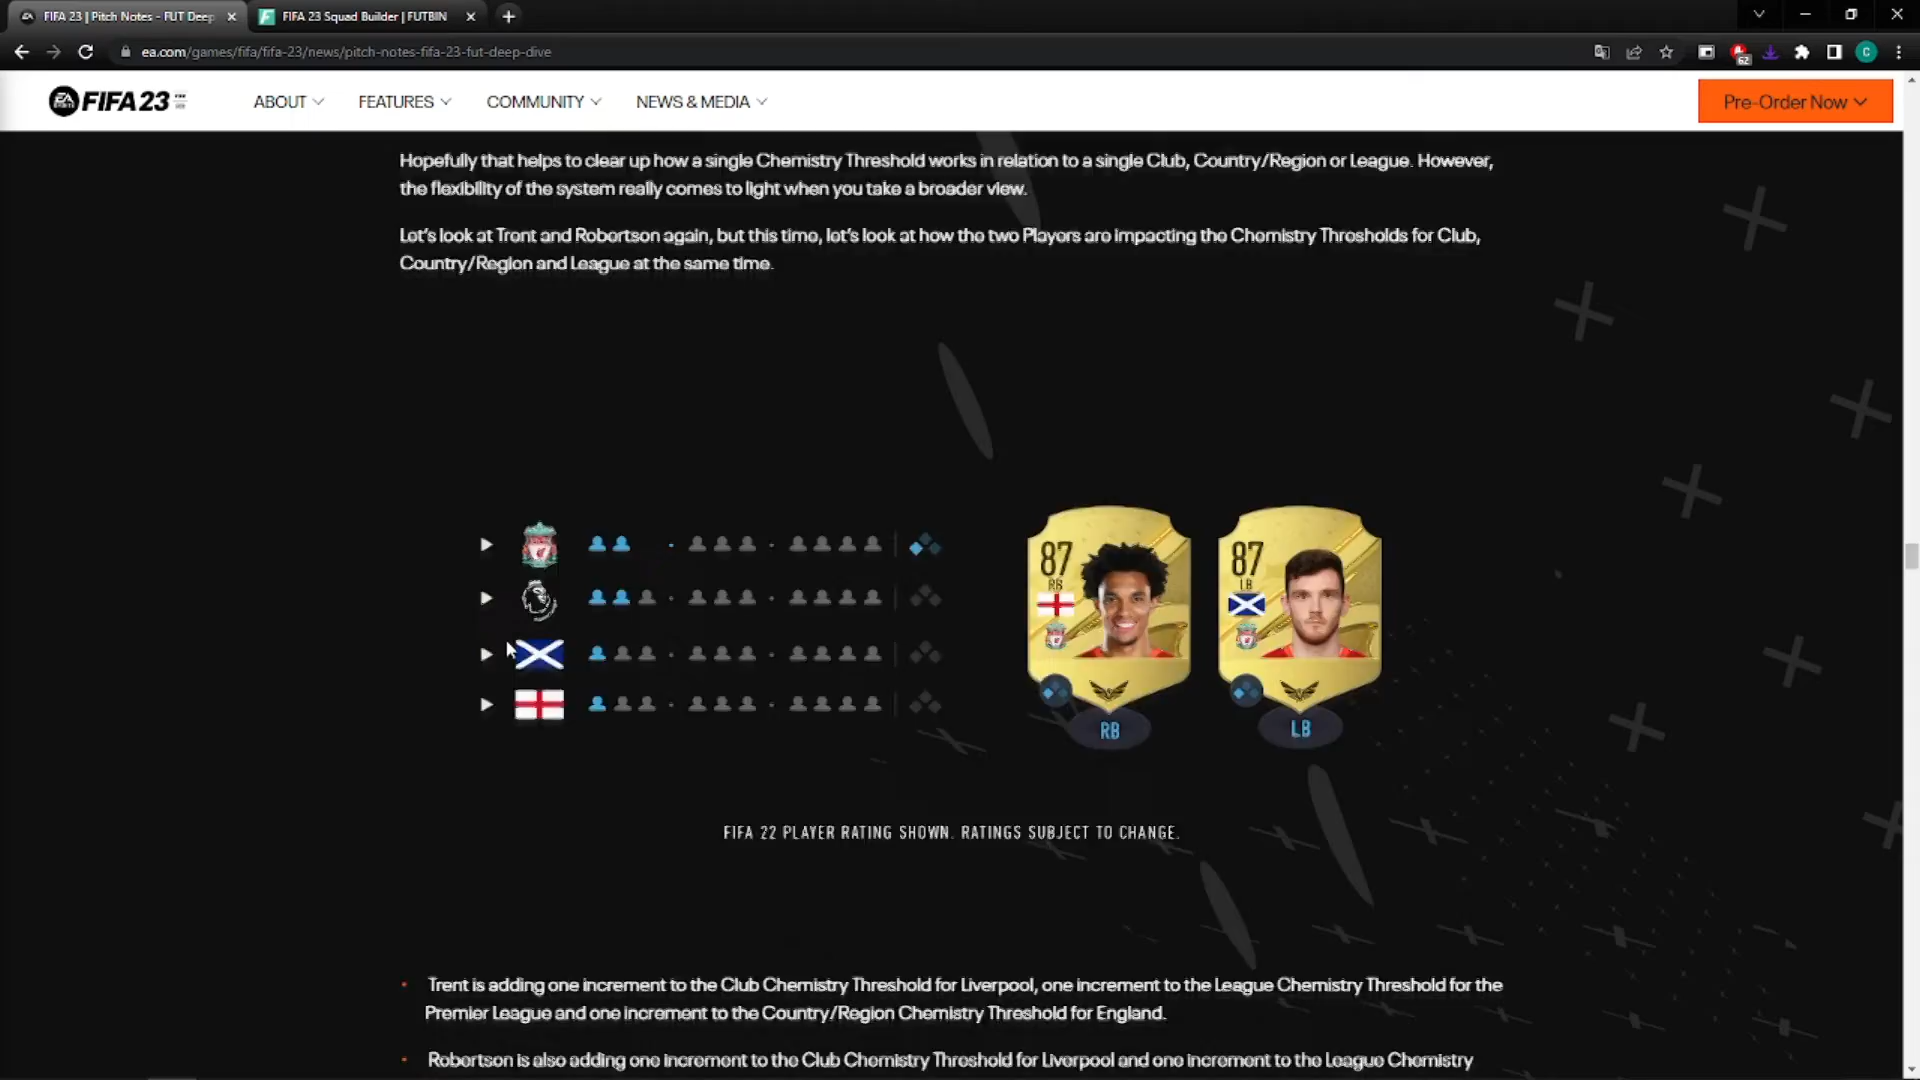 FIFA 23 | Pitch Notes - FUT Deep
FIFA 23 Squad Builder | FUTBIN
ea.com/games/fifa/fifa-23/news/pitch-notes-fifa-23-fut-deep-dive
62
C
EA SPORTS FIFA 23
ABOUT
FEATURES
COMMUNITY
NEWS & MEDIA
Pre-Order Now
Hopefully that helps to clear up how a single Chemistry Threshold works in relation to a single Club, Country/Region or League. However,
the flexibility of the system really comes to light when you take a broader view.
Let's look at Trent and Robertson again, but this time, let's look at how the two Players are impacting the Chemistry Thresholds for Club,
Country/Region and League at the same time.
87
RB
87
LB
RB
LB
FIFA 22 PLAYER RATING SHOWN. RATINGS SUBJECT TO CHANGE.
• Trent is adding one increment to the Club Chemistry Threshold for Liverpool, one increment to the League Chemistry Threshold for the
Premier League and one increment to the Country/Region Chemistry Threshold for England.
• Robertson is also adding one increment to the Club Chemistry Threshold for Liverpool and one increment to the League Chemistry